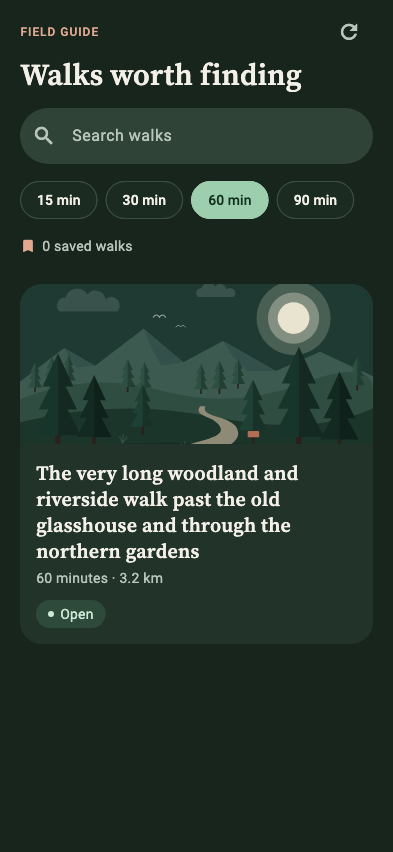 FIELD GUIDE
Walks worth finding
Search walks
15 min
30 min
60 min
90 min
0 saved walks
The very long woodland and
riverside walk past the old
glasshouse and through the
northern gardens
60 minutes · 3.2 km
Open